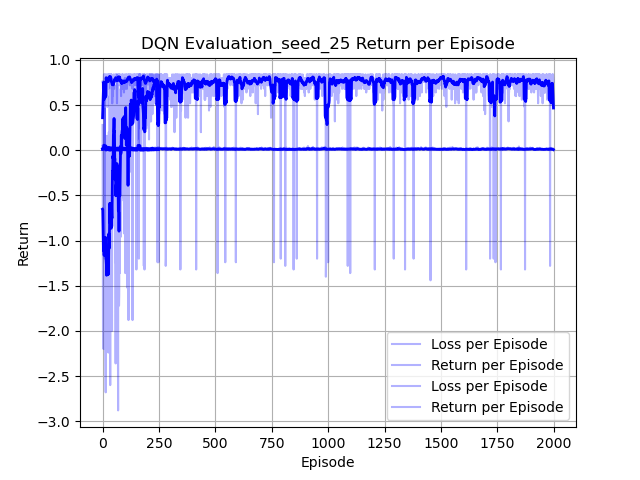 DQN Evaluation_seed_25 Return per Episode
1.0
0.5
0.0
−0.5
−1.0
−1.5
−2.0
−2.5
−3.0
Return
Loss per Episode
Return per Episode
Loss per Episode
Return per Episode
0 250 500 750 1000 1250 1500 1750 2000
Episode